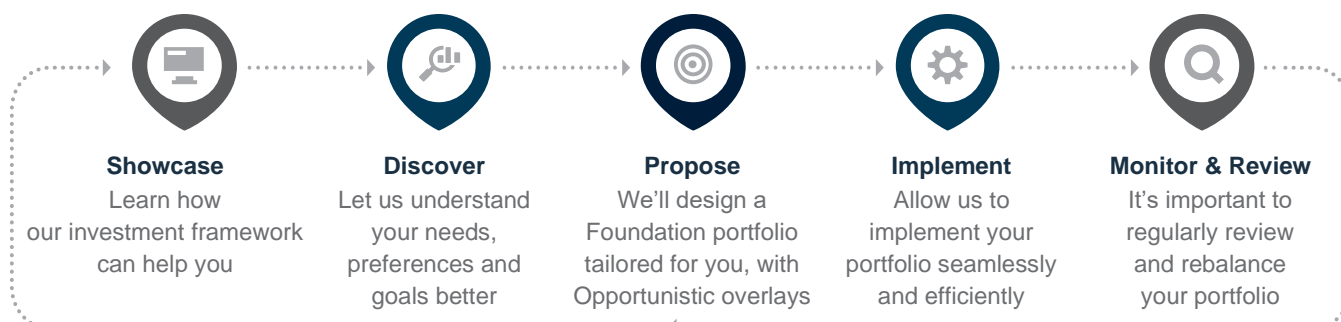 Showcase
Learn how
our investment framework
can help you
Discover
Let us understand
your needs,
preferences and
goals better
Propose
We’ll design a
Foundation portfolio
tailored for you, with
Opportunistic overlays
Implement
Allow us to
implement your
portfolio seamlessly
and efficiently
Monitor & Review
It’s important to
regularly review
and rebalance
your portfolio